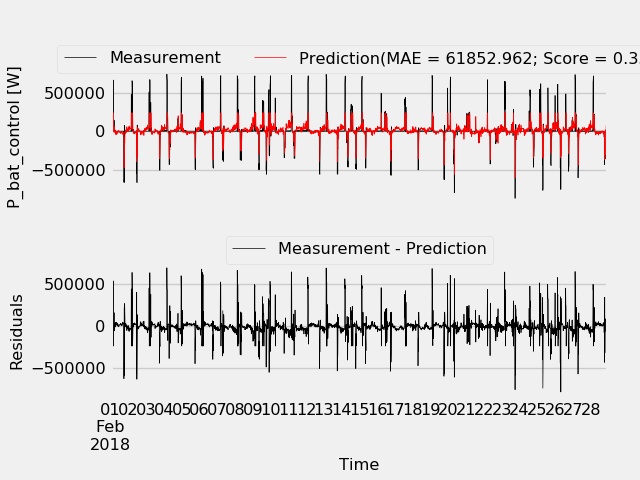 Measurement
Prediction(MAE = 61852.962; Score = 0.3
P_bat_control [W]
500000
0
−500000
Measurement - Prediction
Residuals
500000
0
−500000
01020304050607080910111213141516171819202122232425262728
Feb
2018
Time